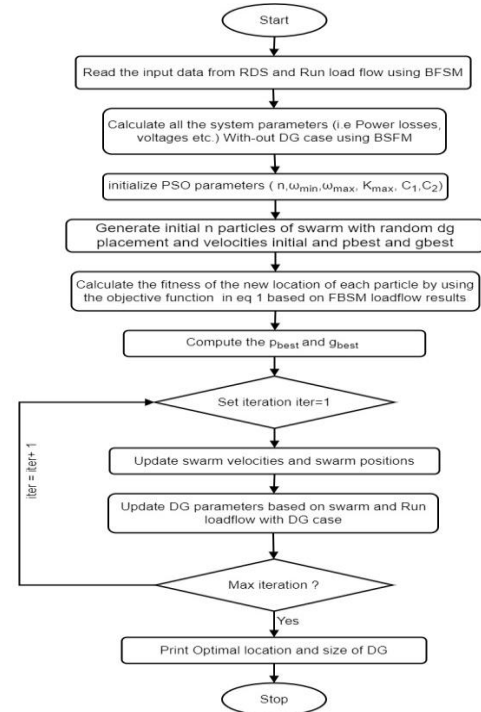 Start
Read the input data from RDS and Run load flow using BFSM
Calculate all the system parameters (i.e Power losses,
voltages etc.) With-out DG case using BSFM
initialize PSO parameters ( n,ωmin,ωmax, Kmax, C1,C2)
Generate initial n particles of swarm with random dg
placement and velocities initial and pbest and gbest
Calculate the fitness of the new location of each particle by using
the objective function in eq 1 based on FBSM loadflow results
Compute the pbest and gbest
Set iteration iter=1
iter = iter+ 1
Update swarm velocities and swarm positions
Update DG parameters based on swarm and Run
loadflow with DG case
Max iteration ?
Yes
Print Optimal location and size of DG
Stop